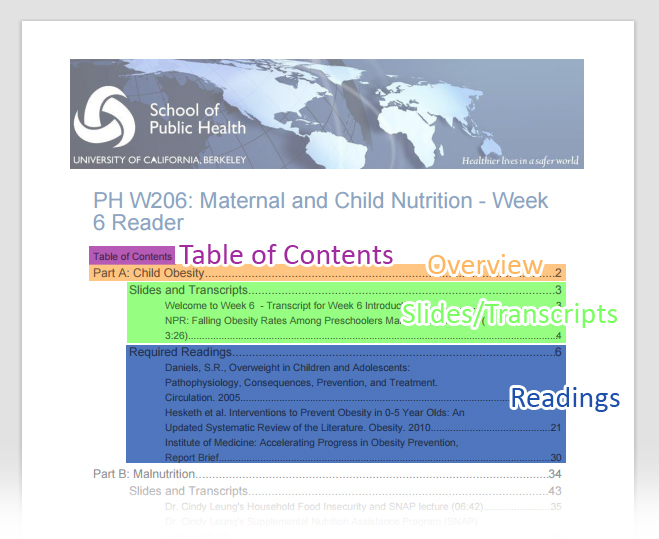 School of
Public Health
UNIVERSITY OF CALIFORNIA, BERKELEY
Healthier lives in a safer world
PH W206: Maternal and Child Nutrition - Week
6 Reader
Table of Contents Table of Contents
Part A: Child Obesity 2 Overview
Slides and Transcripts 3
Welcome to Week 6 - Transcript for Week 6 3
Slides/Transcripts
NPR: Falling Obesity Rates Among Preschoolers (
3:26) 4
Required Readings 6
Daniels, S.R., Overweight in Children and Adolescents:
Pathophysiology, Consequences, Prevention, and Treatment.
Circulation. 2005
Readings
Hesketh et al. Interventions to Prevent Obesity in 0-5 Year Olds: An
Updated Systematic Review of the Literature. Obesity. 2010 21
Institute of Medicine: Accelerating Progress in Obesity Prevention,
Report Brief 30
Part B: Malnutrition 34
Slides and Transcripts 43
Dr. Cindy Leung's Household Food Insecurity and SNAP lecture (06:42) 35
Dr. Cindy Leung's Supplemental Nutrition Assistance Program (SNAP)